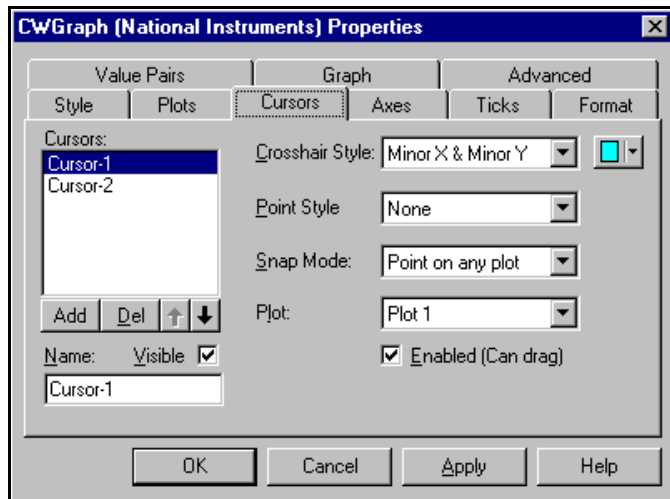 CWGraph (National Instruments) Properties
Value Pairs Graph Advanced
Style Plots Cursors Axes Ticks Format
Cursors:
Cursor-1
Cursor-2
Add Del
Name: Visible
Cursor-1
Crosshair Style: Minor X & Minor Y
Point Style None
Snap Mode: Point on any plot
Plot: Plot 1
Enabled (Can drag)
OK Cancel Apply Help